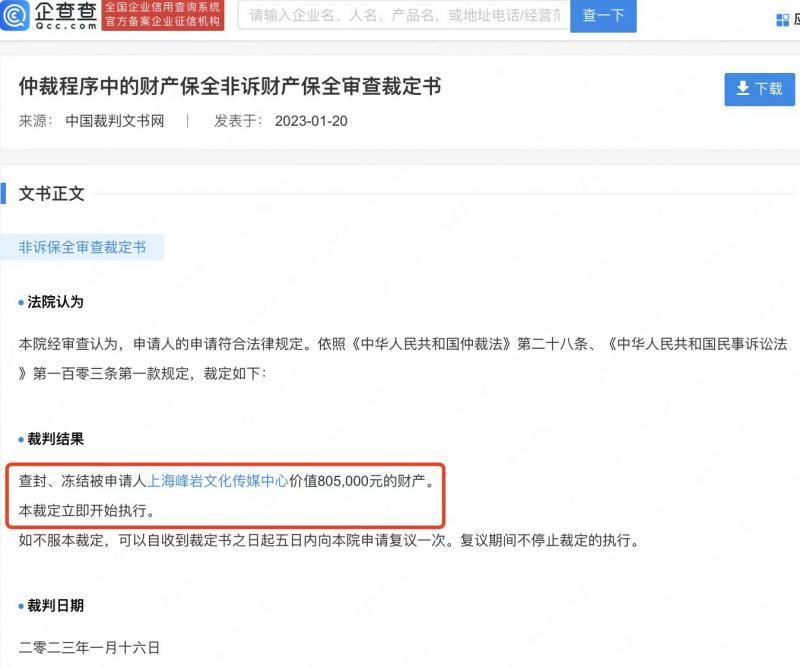 企查查
Qcc.com
全国企业信用查询系统
官方备案企业征信机构
请输入企业名、人名、产品名，或地址电话/经营范
查一下
应
仲裁程序中的财产保全非诉财产保全审查裁定书
下载
来源： 中国裁判文书网 | 发表于： 2023-01-20
文书正文
非诉保全审查裁定书
法院认为
本院经审查认为，申请人的申请符合法律规定。依照《中华人民共和国仲裁法》第二十八条、《中华人民共和国民事诉讼法
》第一百零三条第一款规定，裁定如下：
裁判结果
查封、冻结被申请人上海峰岩文化传媒中心价值805,000元的财产。
本裁定立即开始执行。
如不服本裁定，可以自收到裁定书之日起五日内向本院申请复议一次。复议期间不停止裁定的执行。
裁判日期
二零二三年一月十六日